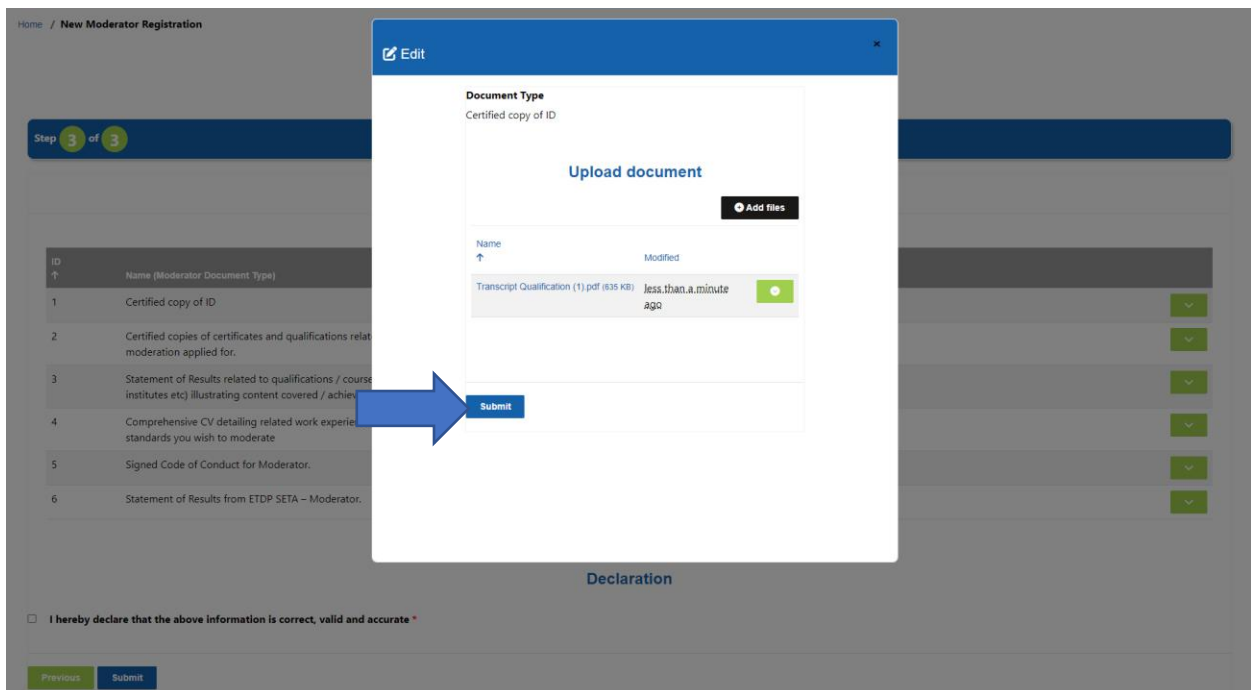 Home / New Moderator Registration
Edit
×
Document Type
Certified copy of ID
Step 3 of 3
Upload document
Add files
Name
↑
Modified
Transcript Qualification (1).pdf (635 KB)
less than a minute
ago
ID
↑
Name (Moderator Document Type)
1 Certified copy of ID
2 Certified copies of certificates and qualifications relat
moderation applied for.
3 Statement of Results related to qualifications / course
institutes etc) illustrating content covered / achiev
4 Comprehensive CV detailing related work experie
standards you wish to moderate
5 Signed Code of Conduct for Moderator.
6 Statement of Results from ETDP SETA – Moderator.
Submit
Declaration
I hereby declare that the above information is correct, valid and accurate *
Previous
Submit